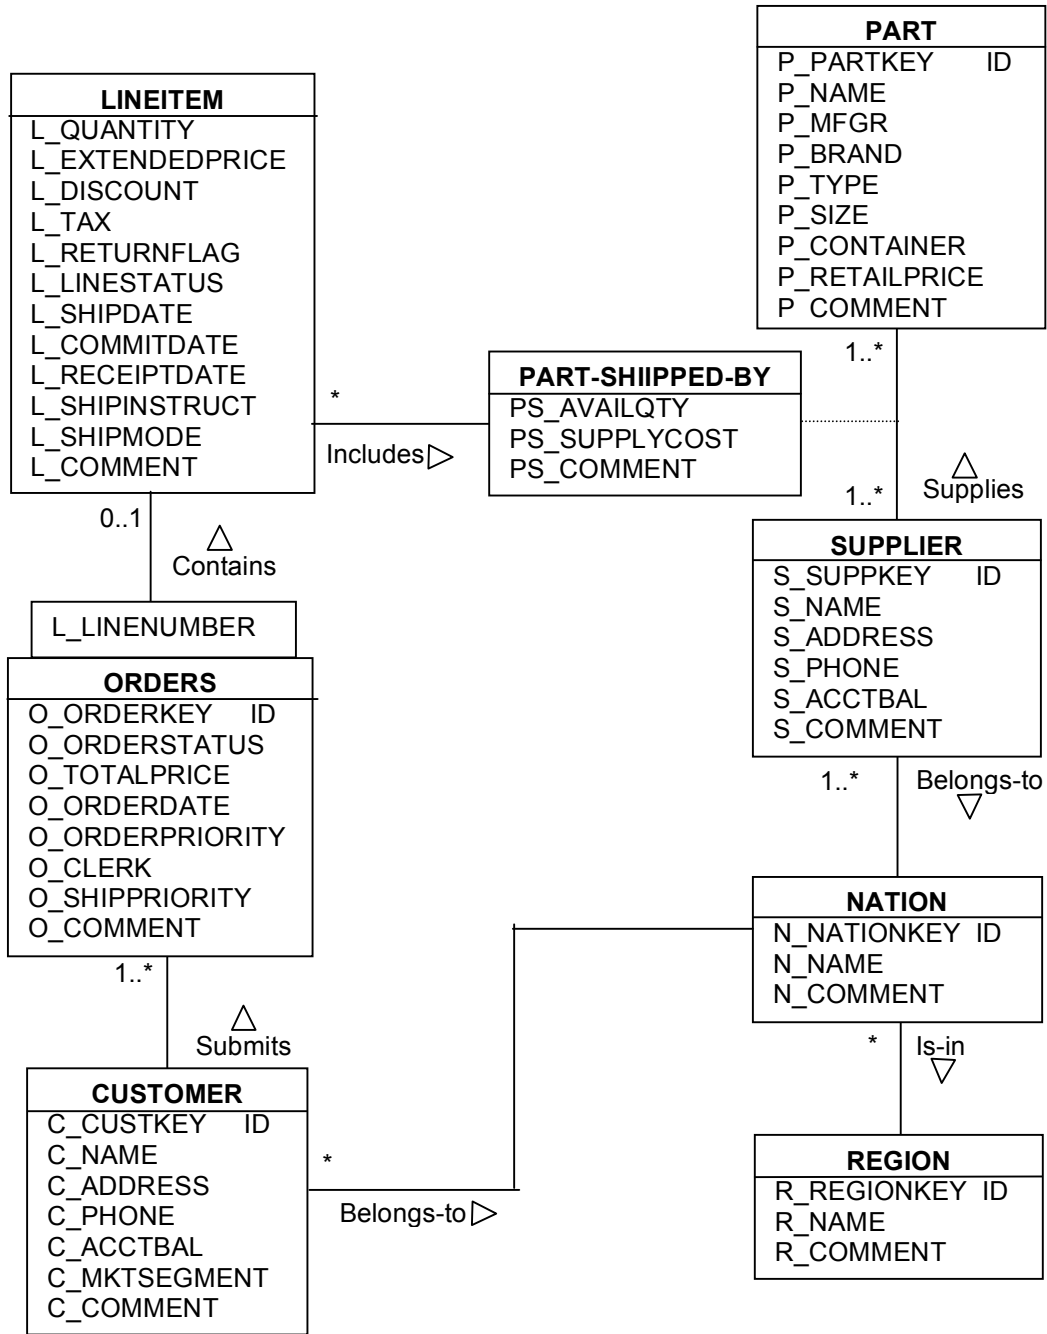 LINEITEM
L_QUANTITY
L_EXTENDEDPRICE
L_DISCOUNT
L_TAX
L_RETURNFLAG
L_LINESTATUS
L_SHIPDATE
L_COMMITDATE
L_RECEIPTDATE
L_SHIPINSTRUCT
L_SHIPMODE
L_COMMENT
*
Includes
PART-SHIIPPED-BY
PS_AVAILQTY
PS_SUPPLYCOST
PS_COMMENT
PART
P_PARTKEY ID
P_NAME
P_MFGR
P_BRAND
P_TYPE
P_SIZE
P_CONTAINER
P_RETAILPRICE
P_COMMENT
1..*
1..*
Supplies
SUPPLIER
S_SUPPKEY ID
S_NAME
S_ADDRESS
S_PHONE
S_ACCTBAL
S_COMMENT
1..*
Belongs-to
0..1
Contains
L_LINENUMBER
ORDERS
O_ORDERKEY ID
O_ORDERSTATUS
O_TOTALPRICE
O_ORDERDATE
O_ORDERPRIORITY
O_CLERK
O_SHIPPRIORITY
O_COMMENT
1..*
Submits
CUSTOMER
C_CUSTKEY ID
C_NAME
C_ADDRESS
C_PHONE
C_ACCTBAL
C_MKTSEGMENT
C_COMMENT
*
Belongs-to
NATION
N_NATIONKEY ID
N_NAME
N_COMMENT
*
Is-in
REGION
R_REGIONKEY ID
R_NAME
R_COMMENT